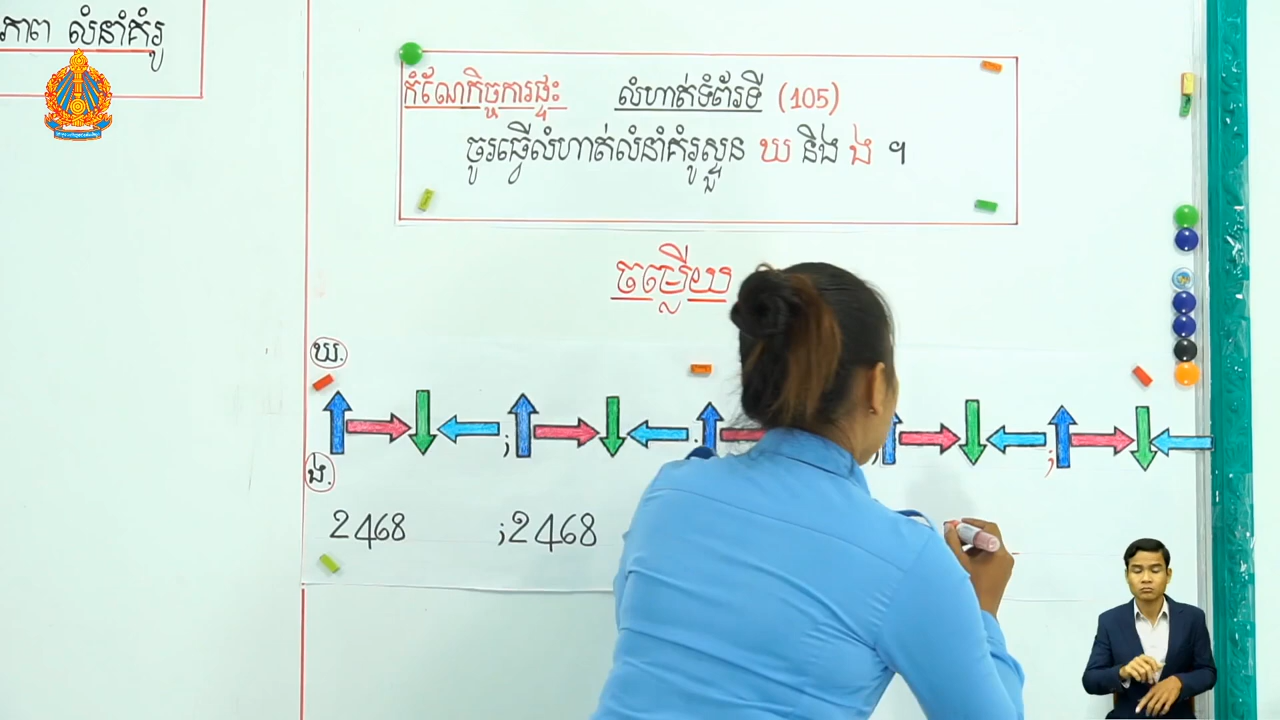 ភាព លំនាំគំរូ
កំណែកិច្ចការផ្ទះ លំហាត់ទំព័រទី (105)
ចូរធ្វើលំហាត់លំនាំគំរូស្ទួន ឃ និង ង ។
ចម្លើយ
ឃ.
; ; ;
ង.
2468 ;2468